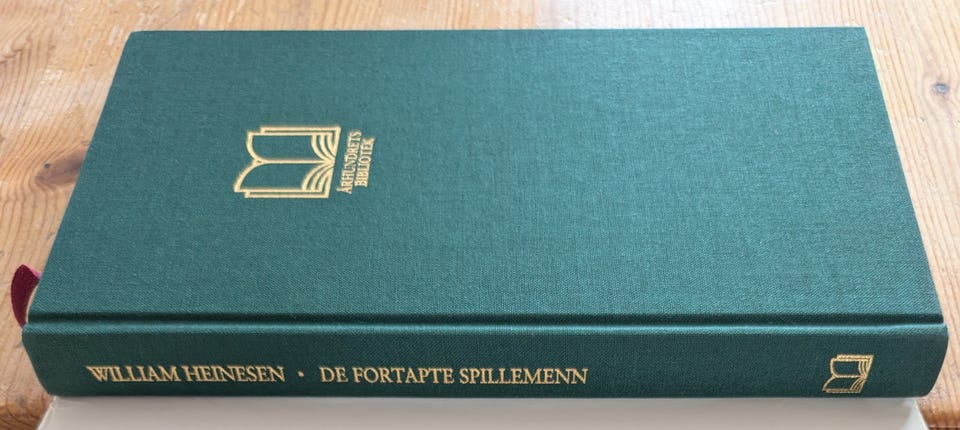 ÅRHUNDRETS
BIBLIOTEK
WILLIAM HEINESEN · DE FORTAPTE SPILLEMENN